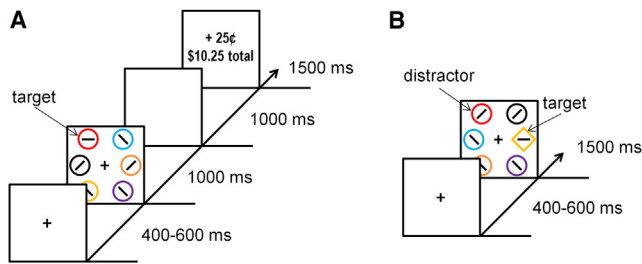 A
+ 25¢
$10.25 total
1500 ms
target
1000 ms
+
1000 ms
+
400-600 ms
B
distractor
target
+
1500 ms
+
400-600 ms